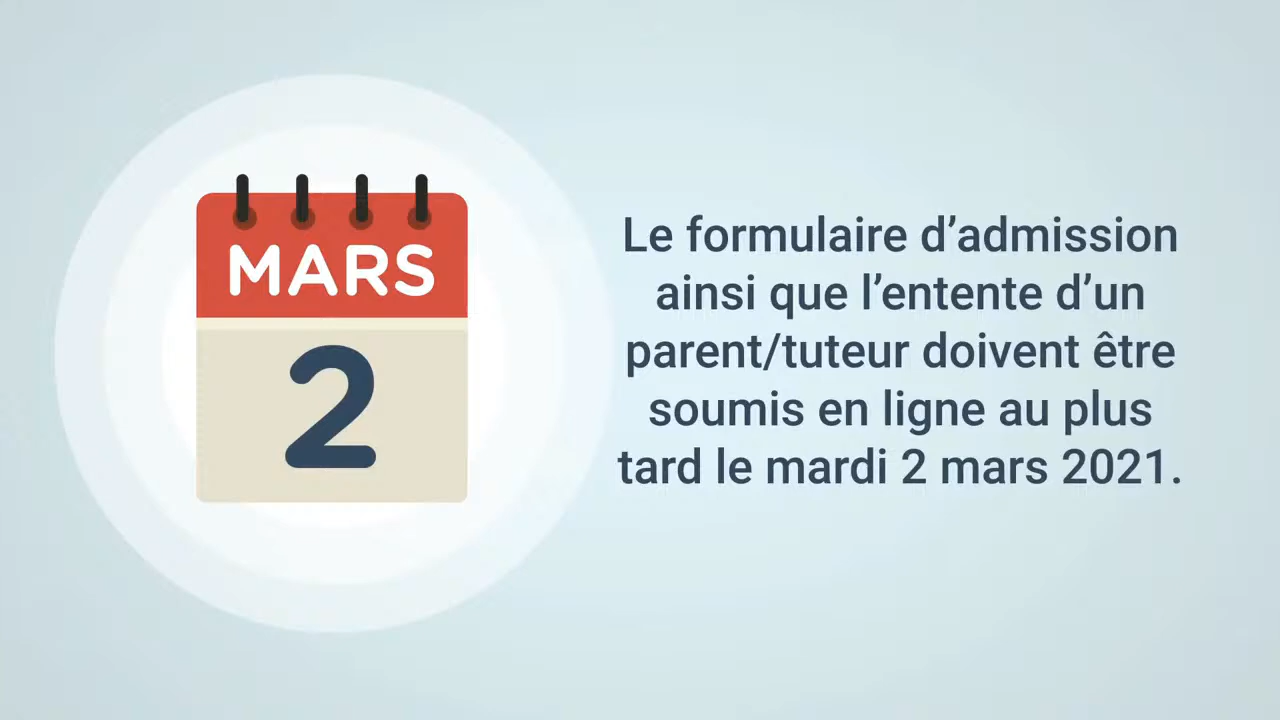 MARS
2
Le formulaire d’admission
ainsi que l’entente d’un
parent/tuteur doivent être
soumis en ligne au plus
tard le mardi 2 mars 2021.